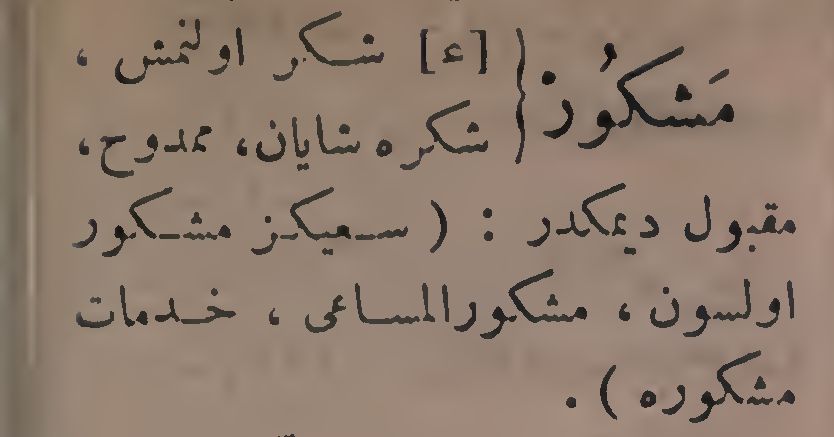 مَشكُورْ { [ع] شكر اولنمش ،
شكره شايان، ممدوح،
مقبول ديمكدر : ( سعيكز مشكور
اولسون ، مشكورالمساعى ، خدمات
مشكوره ) .